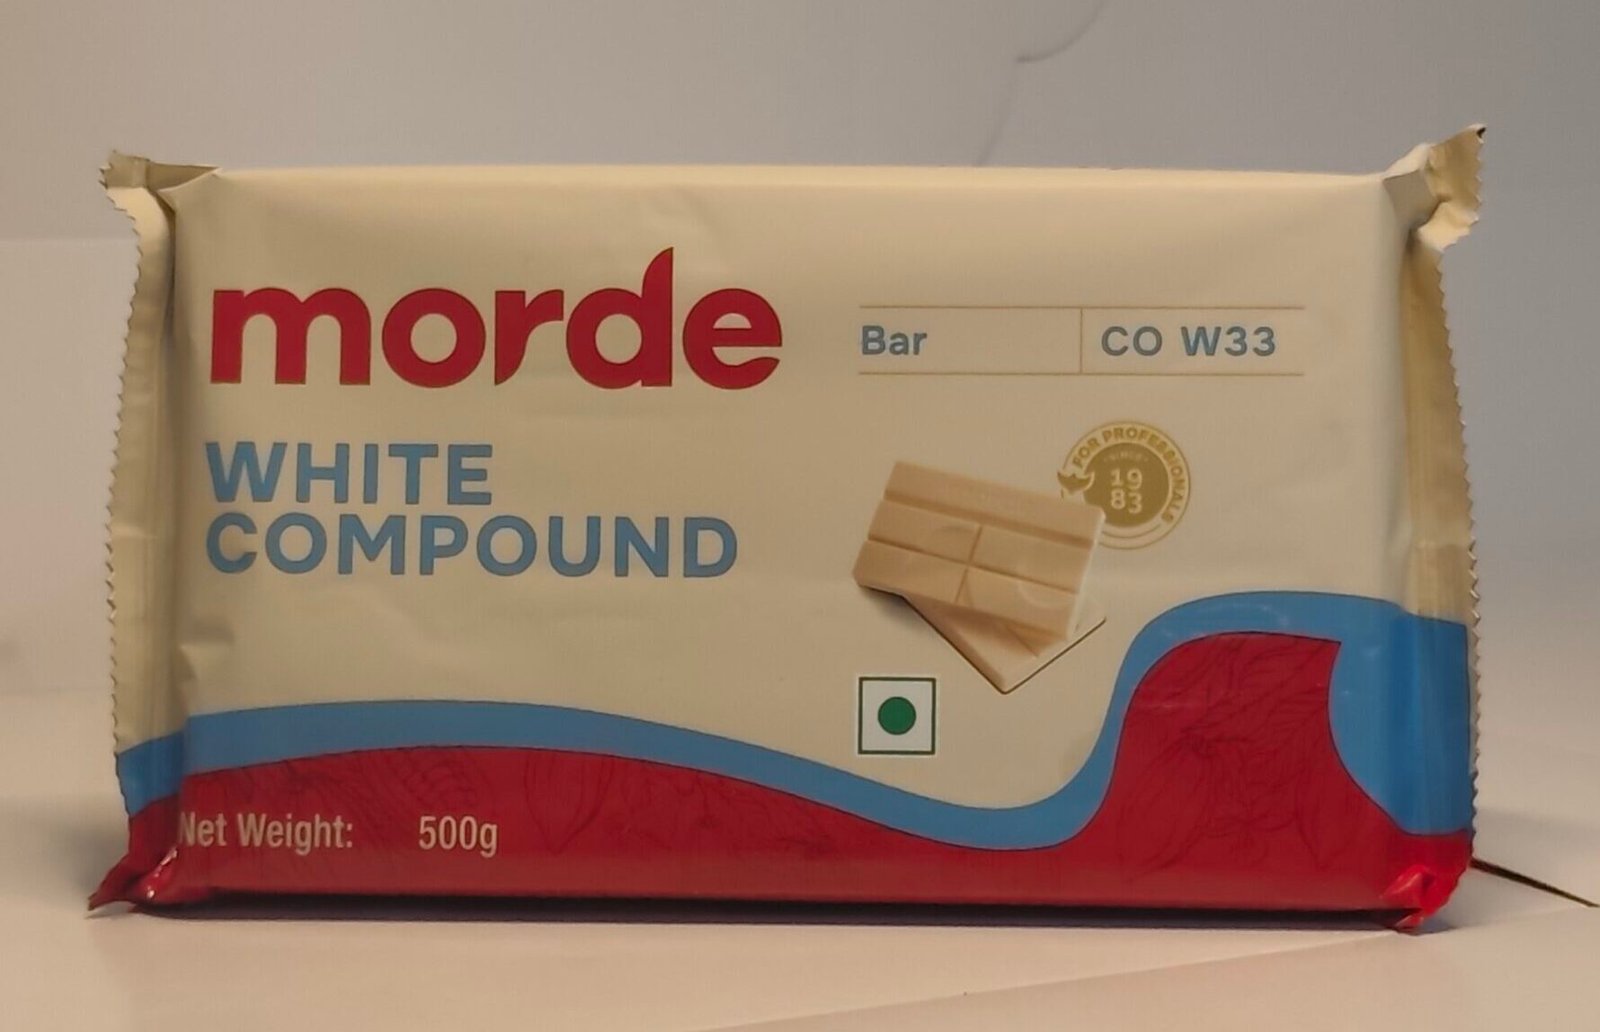 morde
Bar CO W33
WHITE
COMPOUND
FOR PROFESSIONALS
SINCE
19
83
Net Weight: 500g